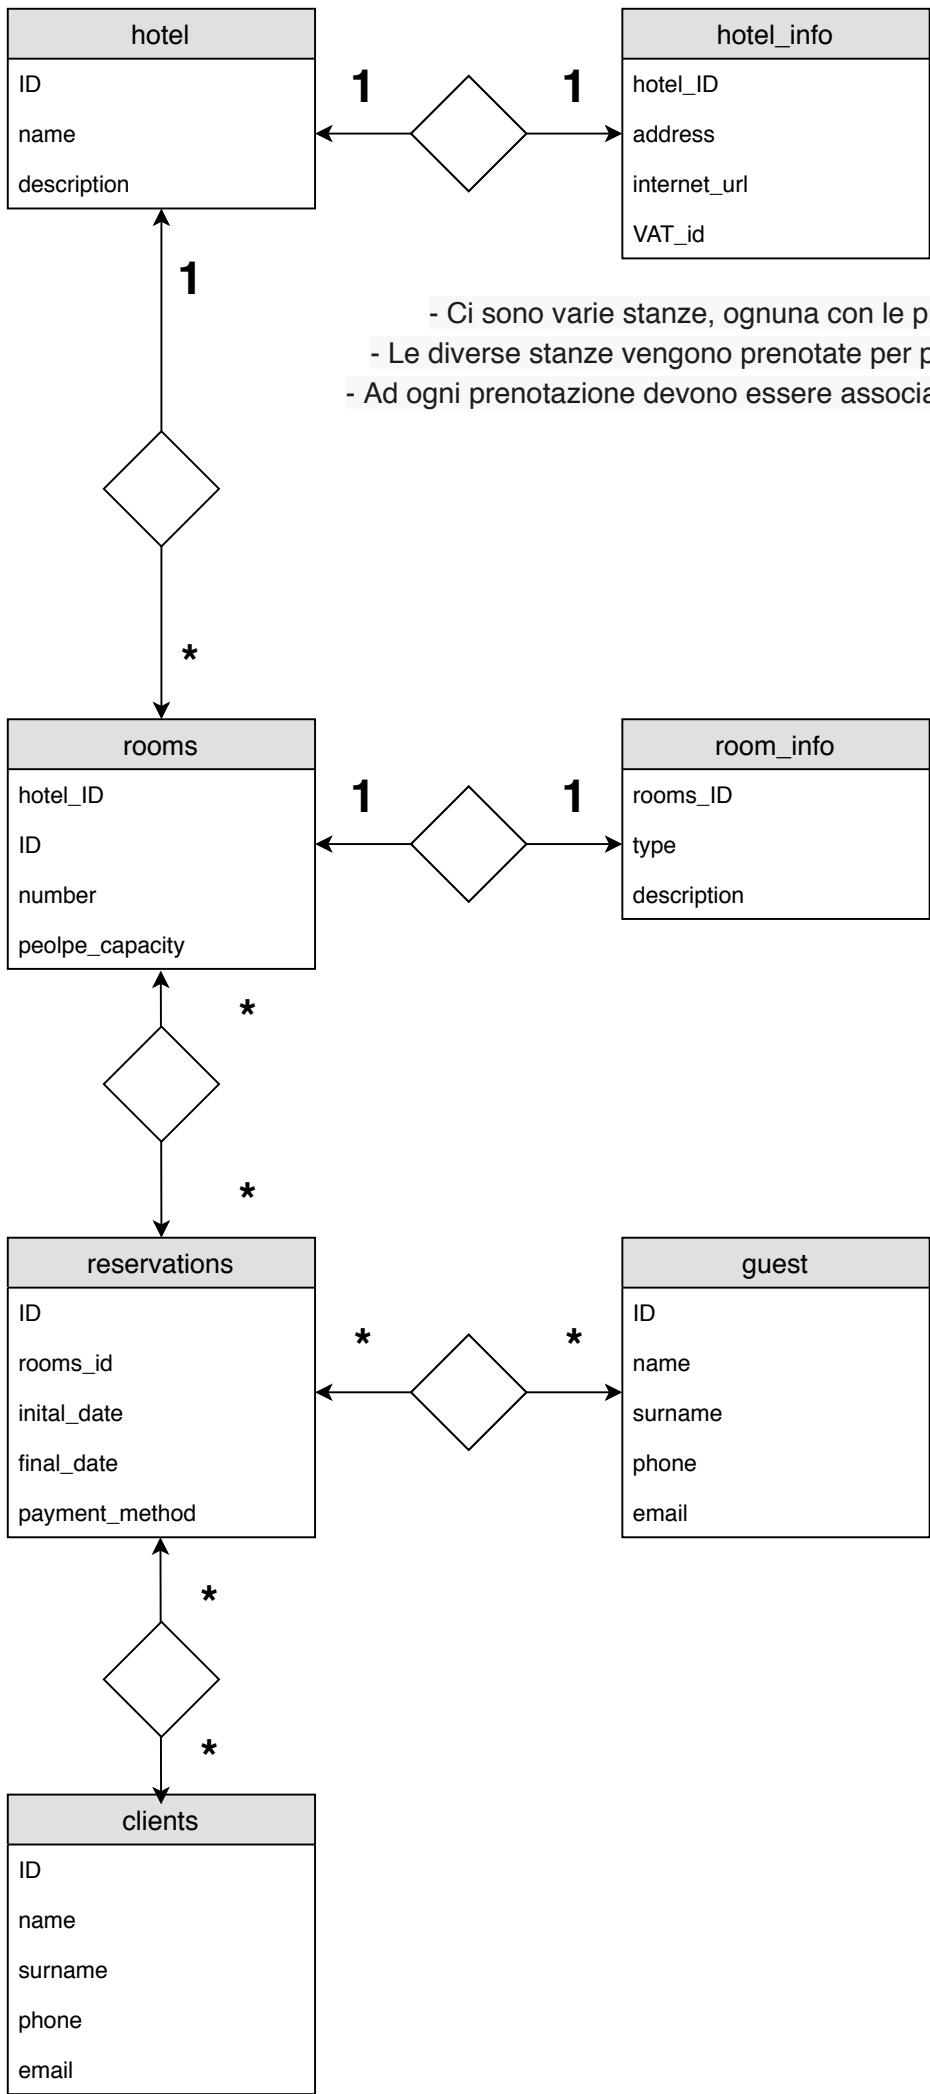 hotel
ID
name
description
1
1
hotel_info
hotel_ID
address
internet_url
VAT_id
1
- Ci sono varie stanze, ognuna con le
- Le diverse stanze vengono prenotate per
- Ad ogni prenotazione devono essere
*
rooms
hotel_ID
ID
number
peolpe_capacity
1
1
room_info
rooms_ID
type
description
*
*
reservations
ID
rooms_id
inital_date
final_date
payment_method
*
*
guest
ID
name
surname
phone
email
*
*
clients
ID
name
surname
phone
email